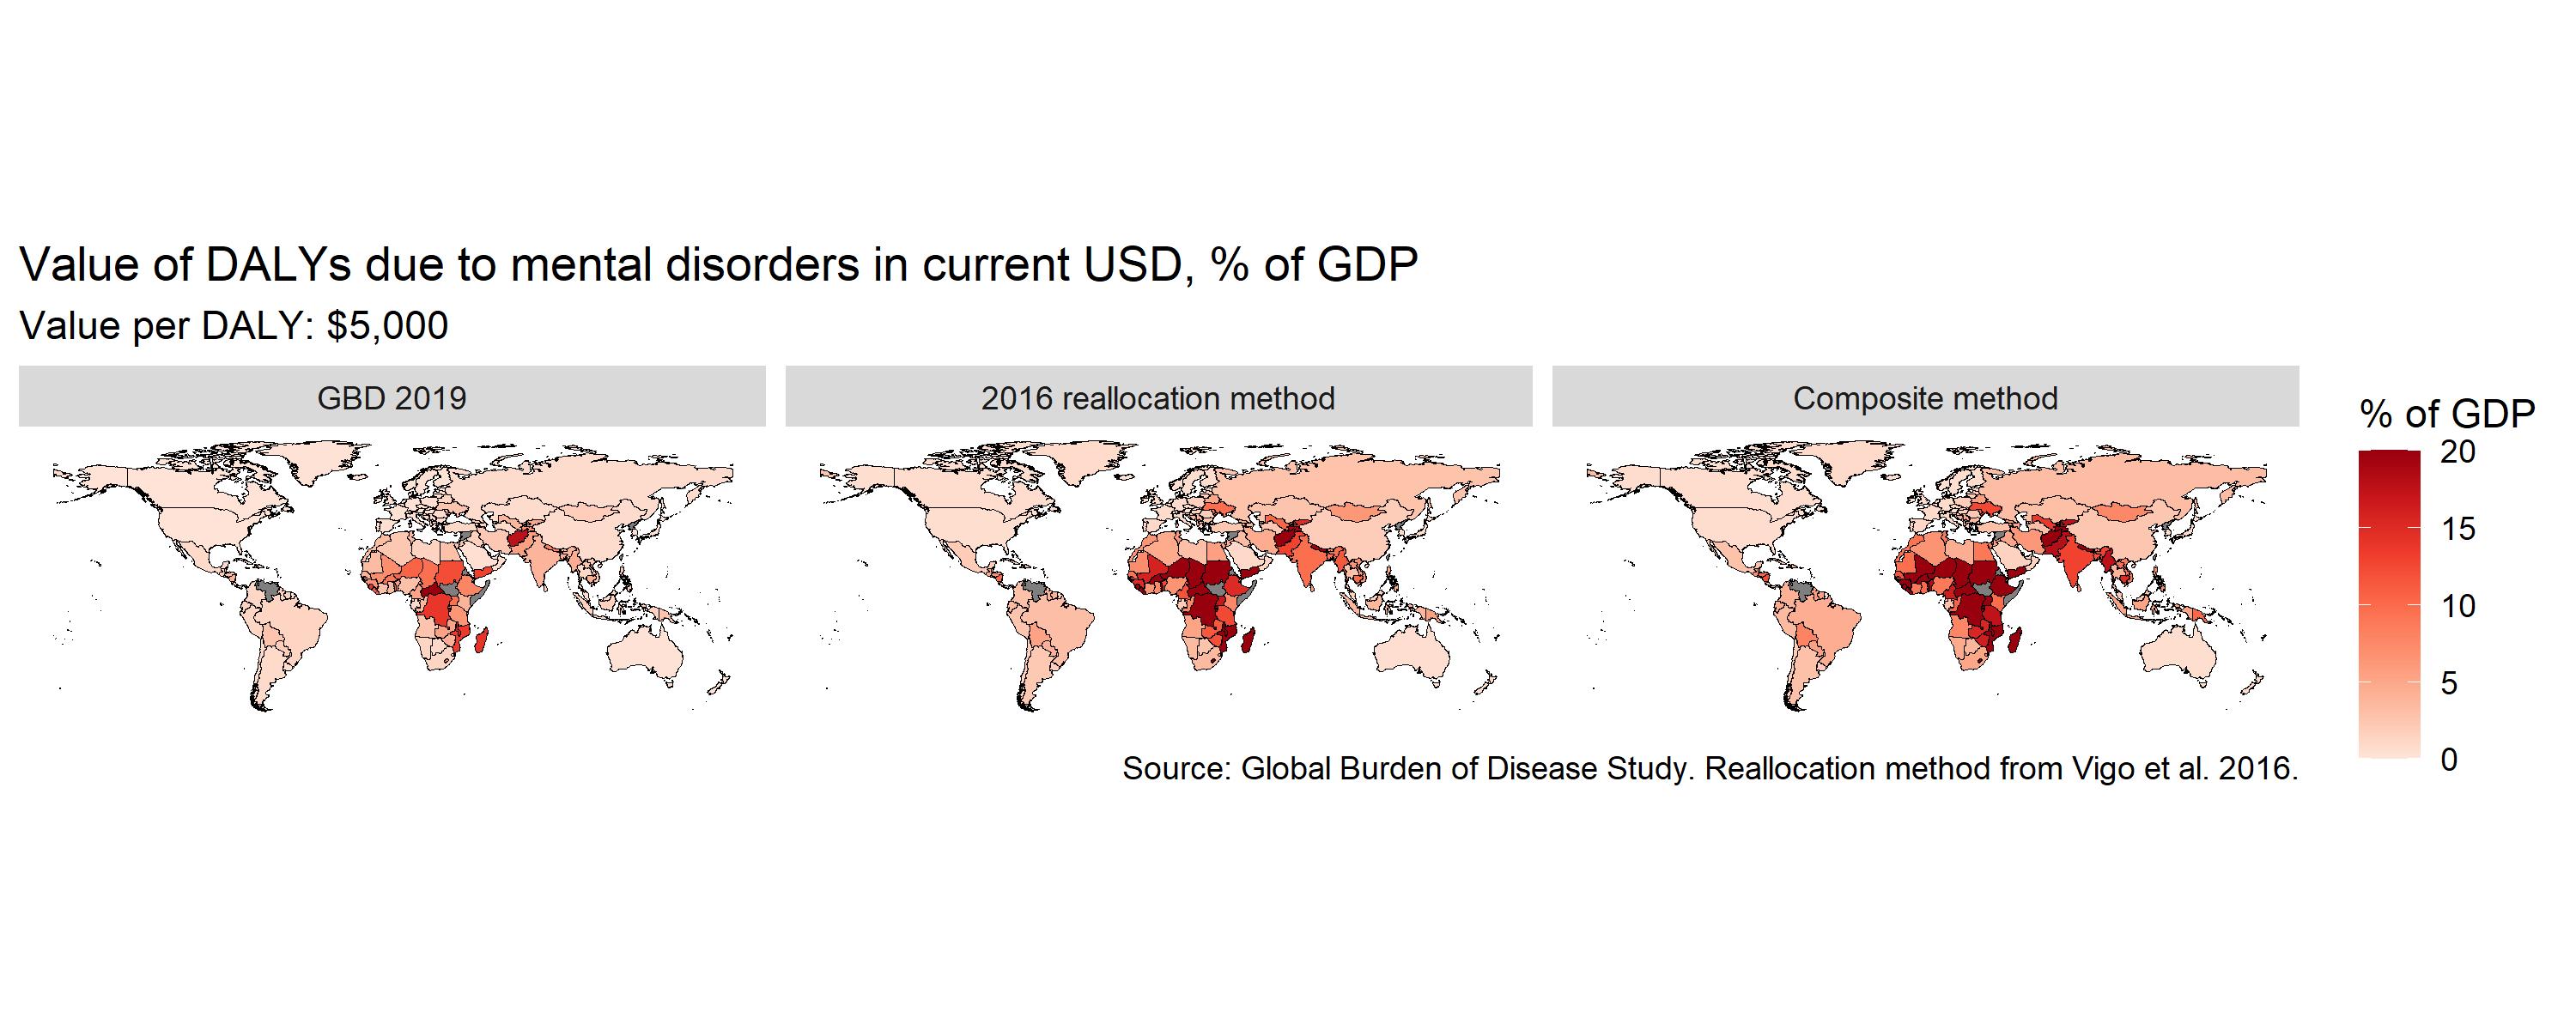 Value of DALYs due to mental disorders in current USD, % of GDP
Value per DALY: $5,000
GBD 2019
2016 reallocation method
Composite method
% of GDP
20
15
10
5
0
Source: Global Burden of Disease Study. Reallocation method from Vigo et al. 2016.